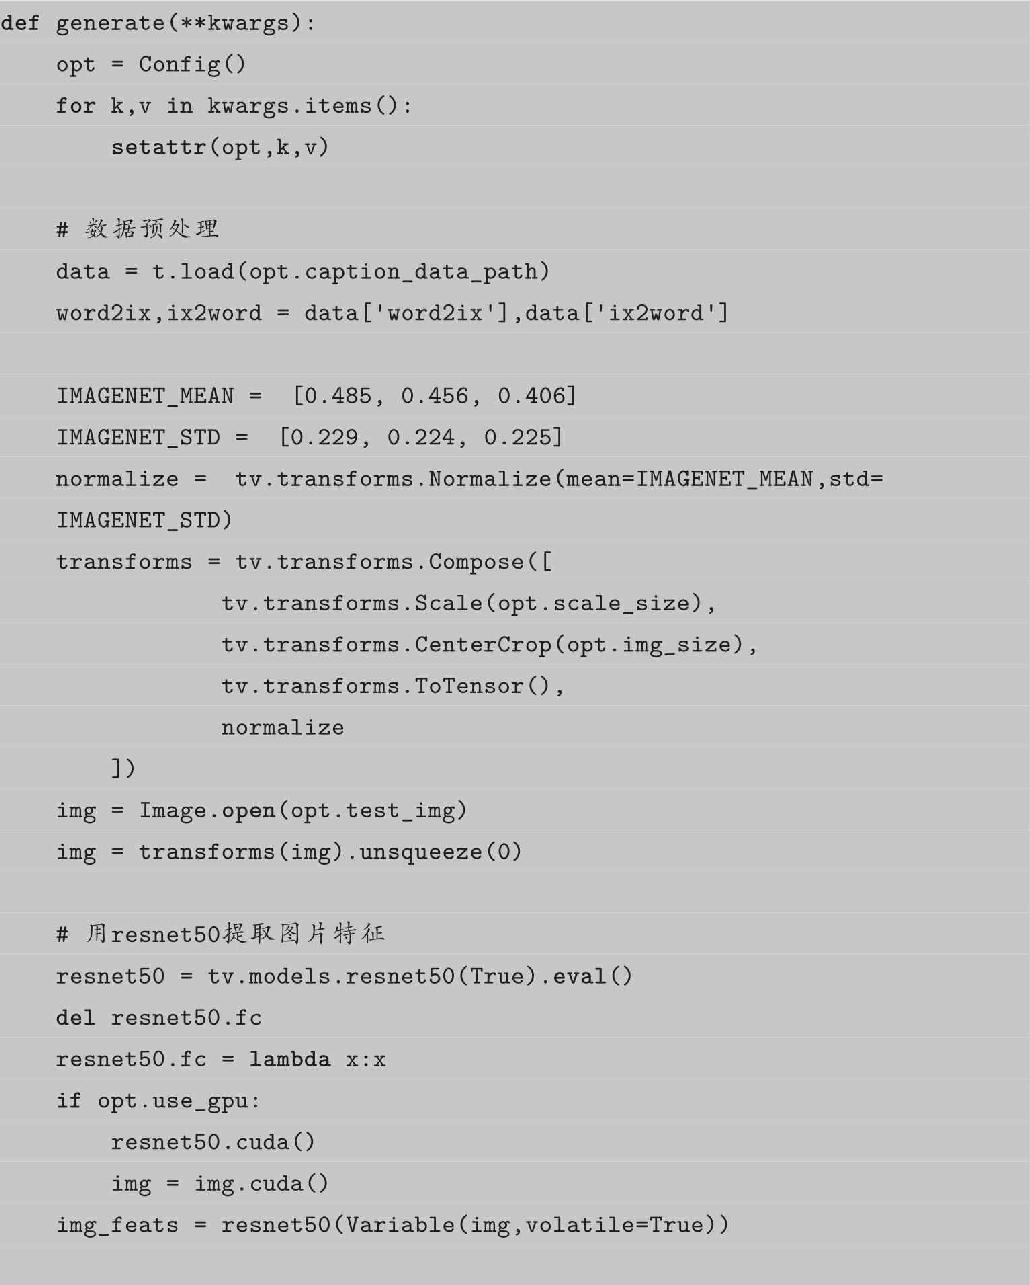 def generate(**kwargs):
    opt = Config()
    for k,v in kwargs.items():
        setattr(opt,k,v)

    # 数据预处理
    data = t.load(opt.caption_data_path)
    word2ix,ix2word = data['word2ix'],data['ix2word']

    IMAGENET_MEAN =  [0.485, 0.456, 0.406]
    IMAGENET_STD =  [0.229, 0.224, 0.225]
    normalize =  tv.transforms.Normalize(mean=IMAGENET_MEAN,std=
    IMAGENET_STD)
    transforms = tv.transforms.Compose([
                tv.transforms.Scale(opt.scale_size),
                tv.transforms.CenterCrop(opt.img_size),
                tv.transforms.ToTensor(),
                normalize
        ])
    img = Image.open(opt.test_img)
    img = transforms(img).unsqueeze(0)

    # 用resnet50提取图片特征
    resnet50 = tv.models.resnet50(True).eval()
    del resnet50.fc
    resnet50.fc = lambda x:x
    if opt.use_gpu:
        resnet50.cuda()
        img = img.cuda()
    img_feats = resnet50(Variable(img,volatile=True))